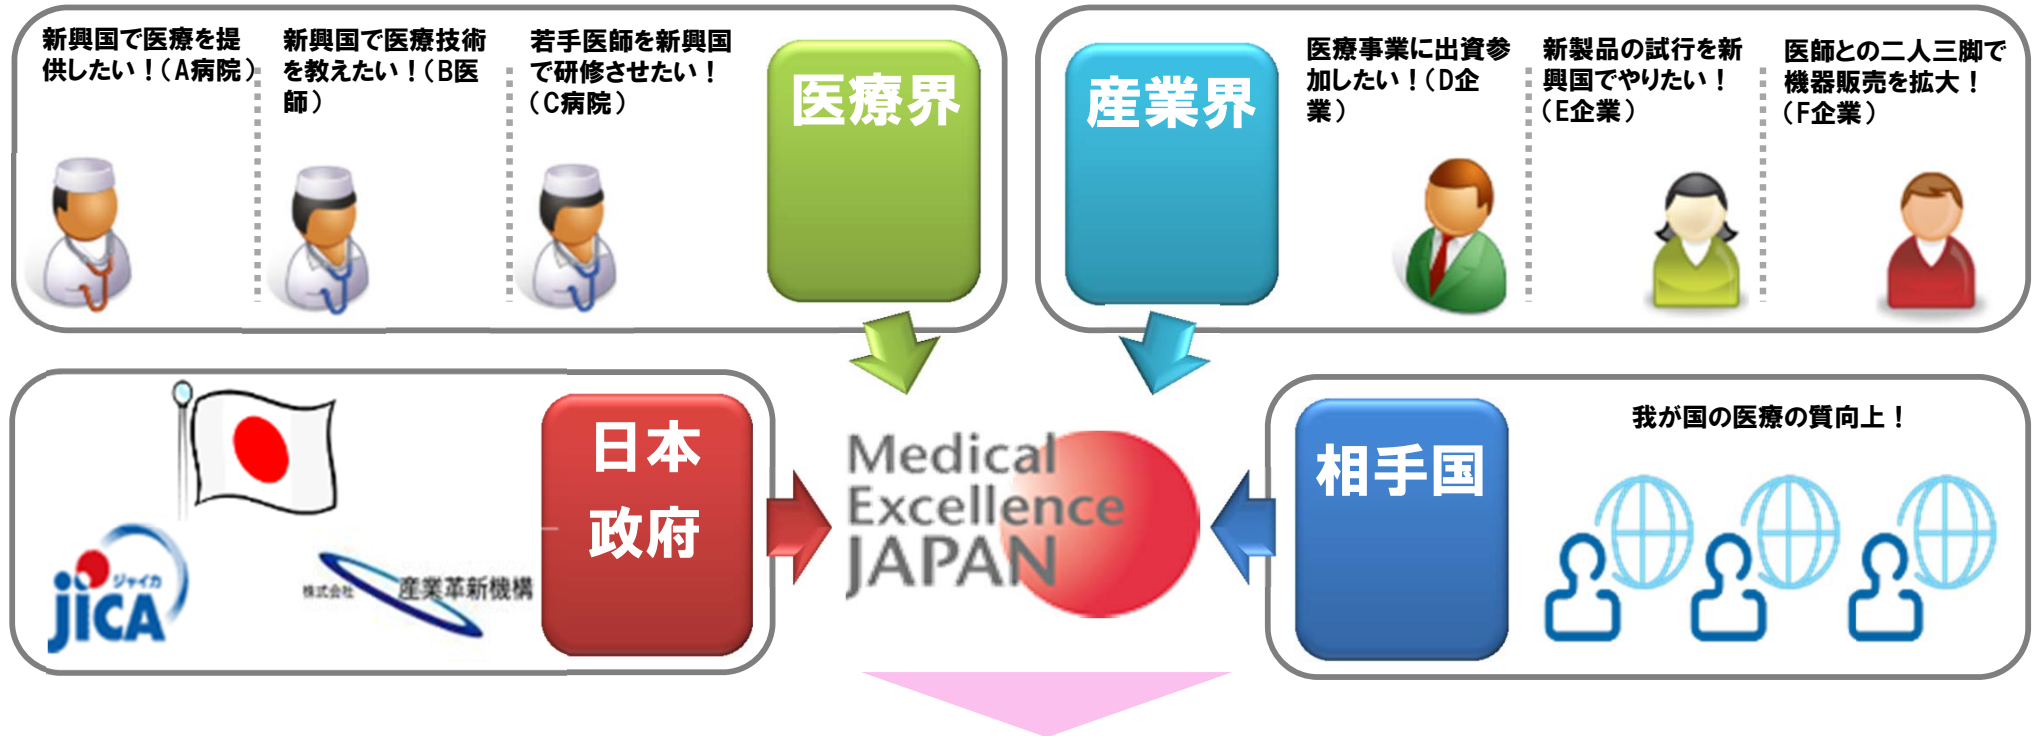 新興国で医療を提
供したい！（A病院）
新興国で医療技術
を教えたい！（B医
師）
若手医師を新興国
で研修させたい！
（C病院）
医療界
産業界
医療事業に出資参
加したい！（D企
業）
新製品の試行を新
興国でやりたい！
（E企業）
医師との二人三脚で
機器販売を拡大！
（F企業）
ジャイカ
jICA
株式会社 産業革新機構
日本
政府
Medical
Excellence
JAPAN
相手国
我が国の医療の質向上！